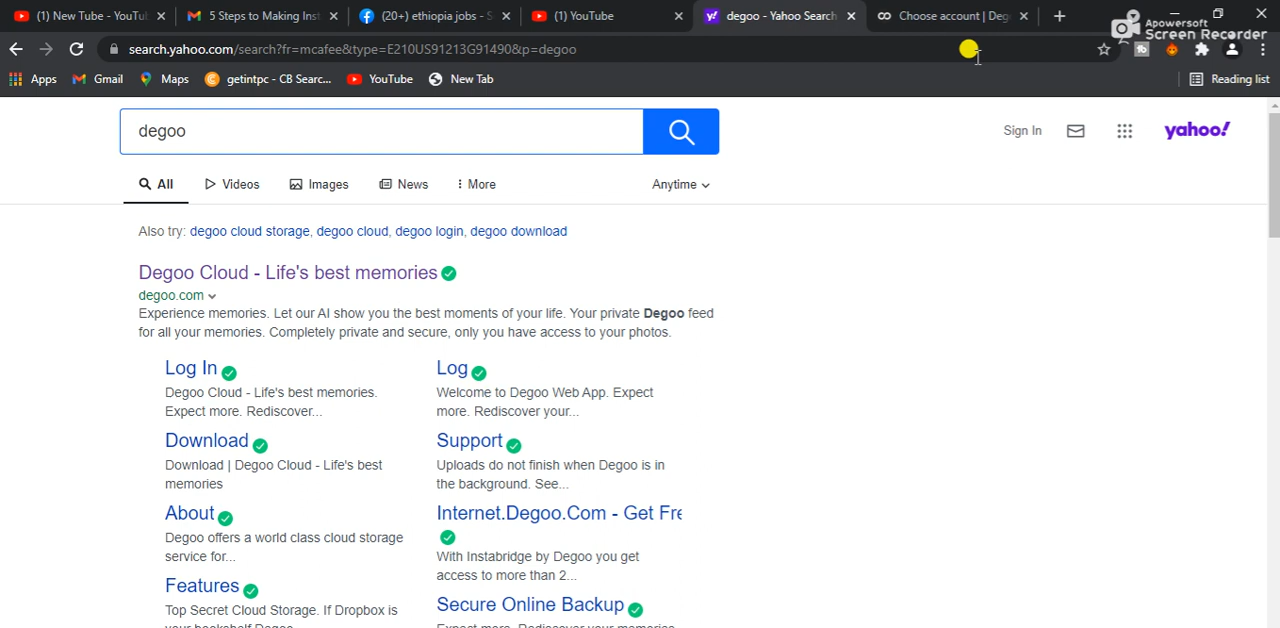 (1) New Tube - YouTu
5 Steps to Making Inst
(20+) ethiopia jobs - S
(1) YouTube
degoo - Yahoo Search
Choose account | Deg
Apowersoft
Screen Recorder
search.yahoo.com/search?fr=mcafee&type=E210US91213G91490&p=degoo
Apps
Gmail
Maps
getintpc - CB Searc...
YouTube
New Tab
Reading list
degoo
Sign In
yahoo!
All
Videos
Images
News
More
Anytime
Also try: degoo cloud storage, degoo cloud, degoo login, degoo download
Degoo Cloud - Life's best memories
degoo.com
Experience memories. Let our AI show you the best moments of your life. Your private Degoo feed
for all your memories. Completely private and secure, only you have access to your photos.
Log In
Degoo Cloud - Life's best memories.
Expect more. Rediscover...
Log
Welcome to Degoo Web App. Expect
more. Rediscover your...
Download
Download | Degoo Cloud - Life's best
memories
Support
Uploads do not finish when Degoo is in
the background. See...
About
Degoo offers a world class cloud storage
service for...
Internet.Degoo.Com - Get Fre
With Instabridge by Degoo you get
access to more than 2...
Features
Top Secret Cloud Storage. If Dropbox is
your bookshelf Degoo
Secure Online Backup
Expect more. Rediscover your memories